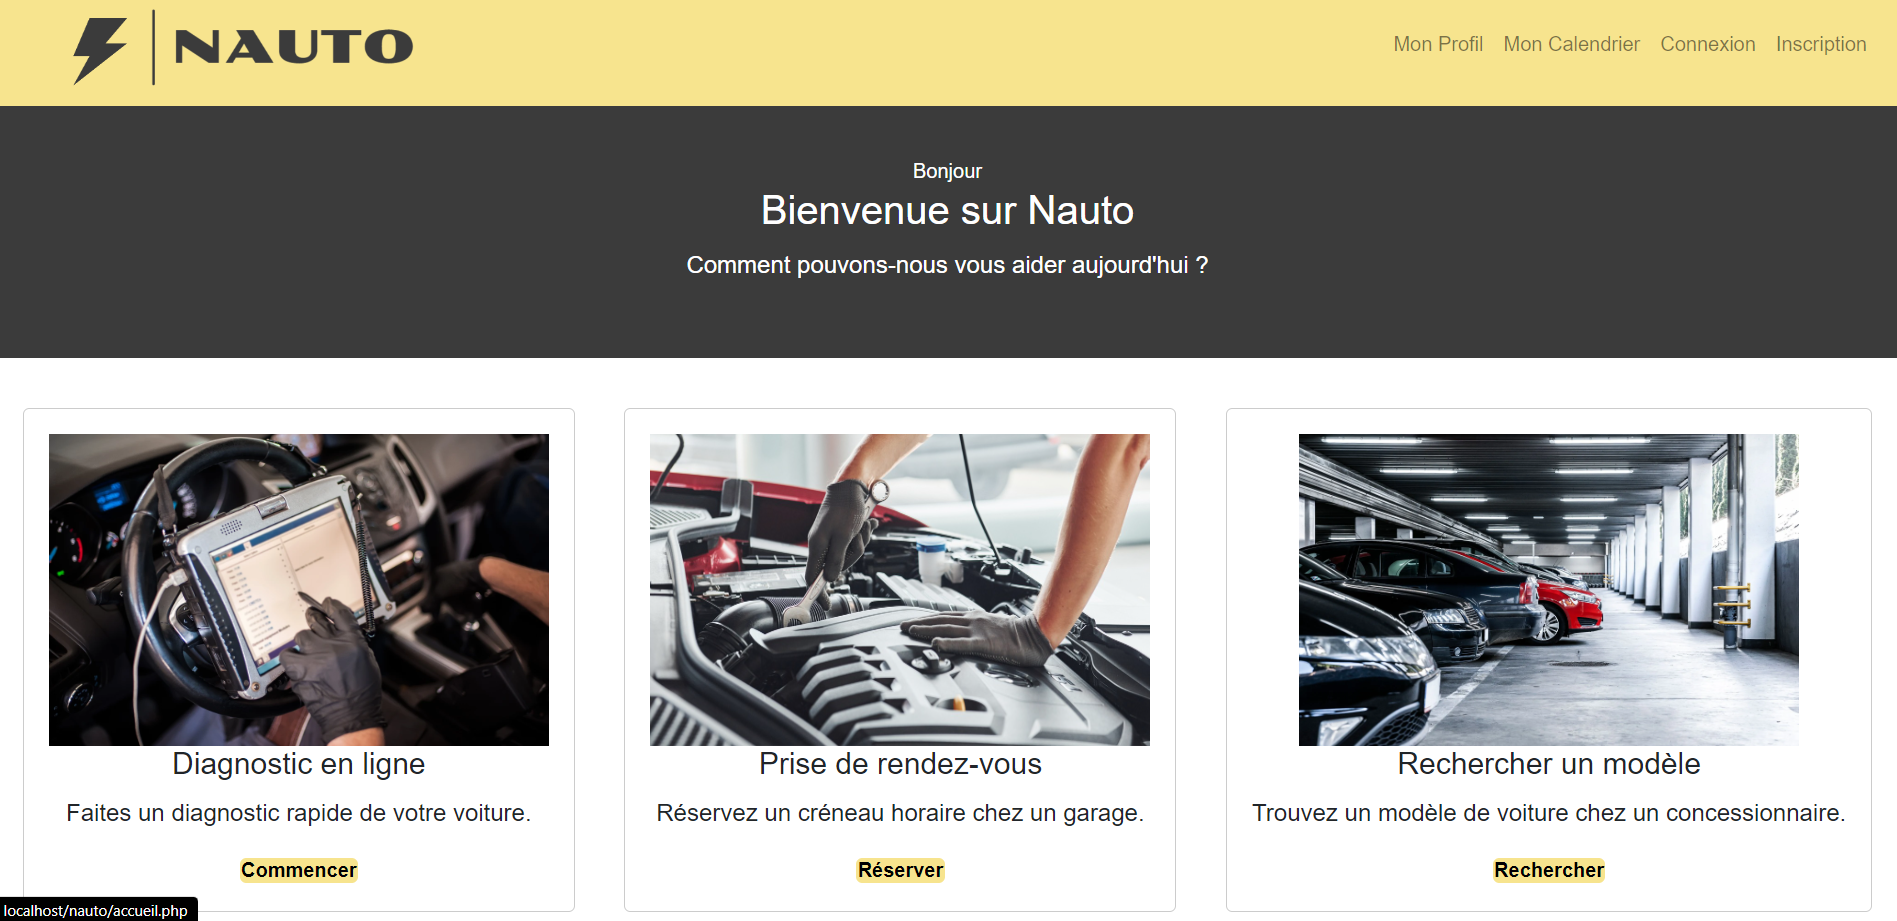 NAUTO
Mon Profil Mon Calendrier Connexion Inscription
Bonjour
Bienvenue sur Nauto
Comment pouvons-nous vous aider aujourd'hui ?
Diagnostic en ligne
Faites un diagnostic rapide de votre voiture.
Commencer
Prise de rendez-vous
Réservez un créneau horaire chez un garage.
Réserver
Rechercher un modèle
Trouvez un modèle de voiture chez un concessionnaire.
Rechercher
localhost/nauto/accueil.php